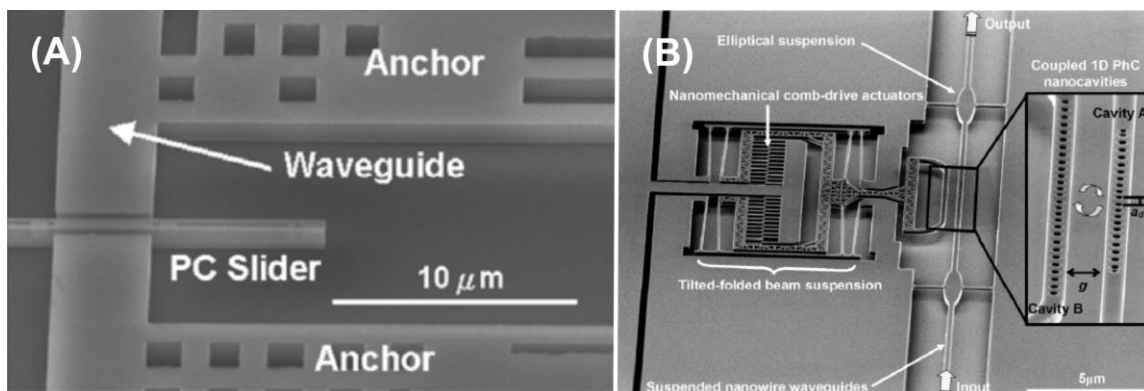 (A)
Anchor
Waveguide
PC Slider
10 μm
Anchor
(B)
Output
Elliptical suspension
Coupled 1D PhC
nanocavities
Nanomechanical comb-drive actuators
Cavity A
Tilted-folded beam suspension
g
Cavity B
Suspended nanowire waveguides
Input
5μm